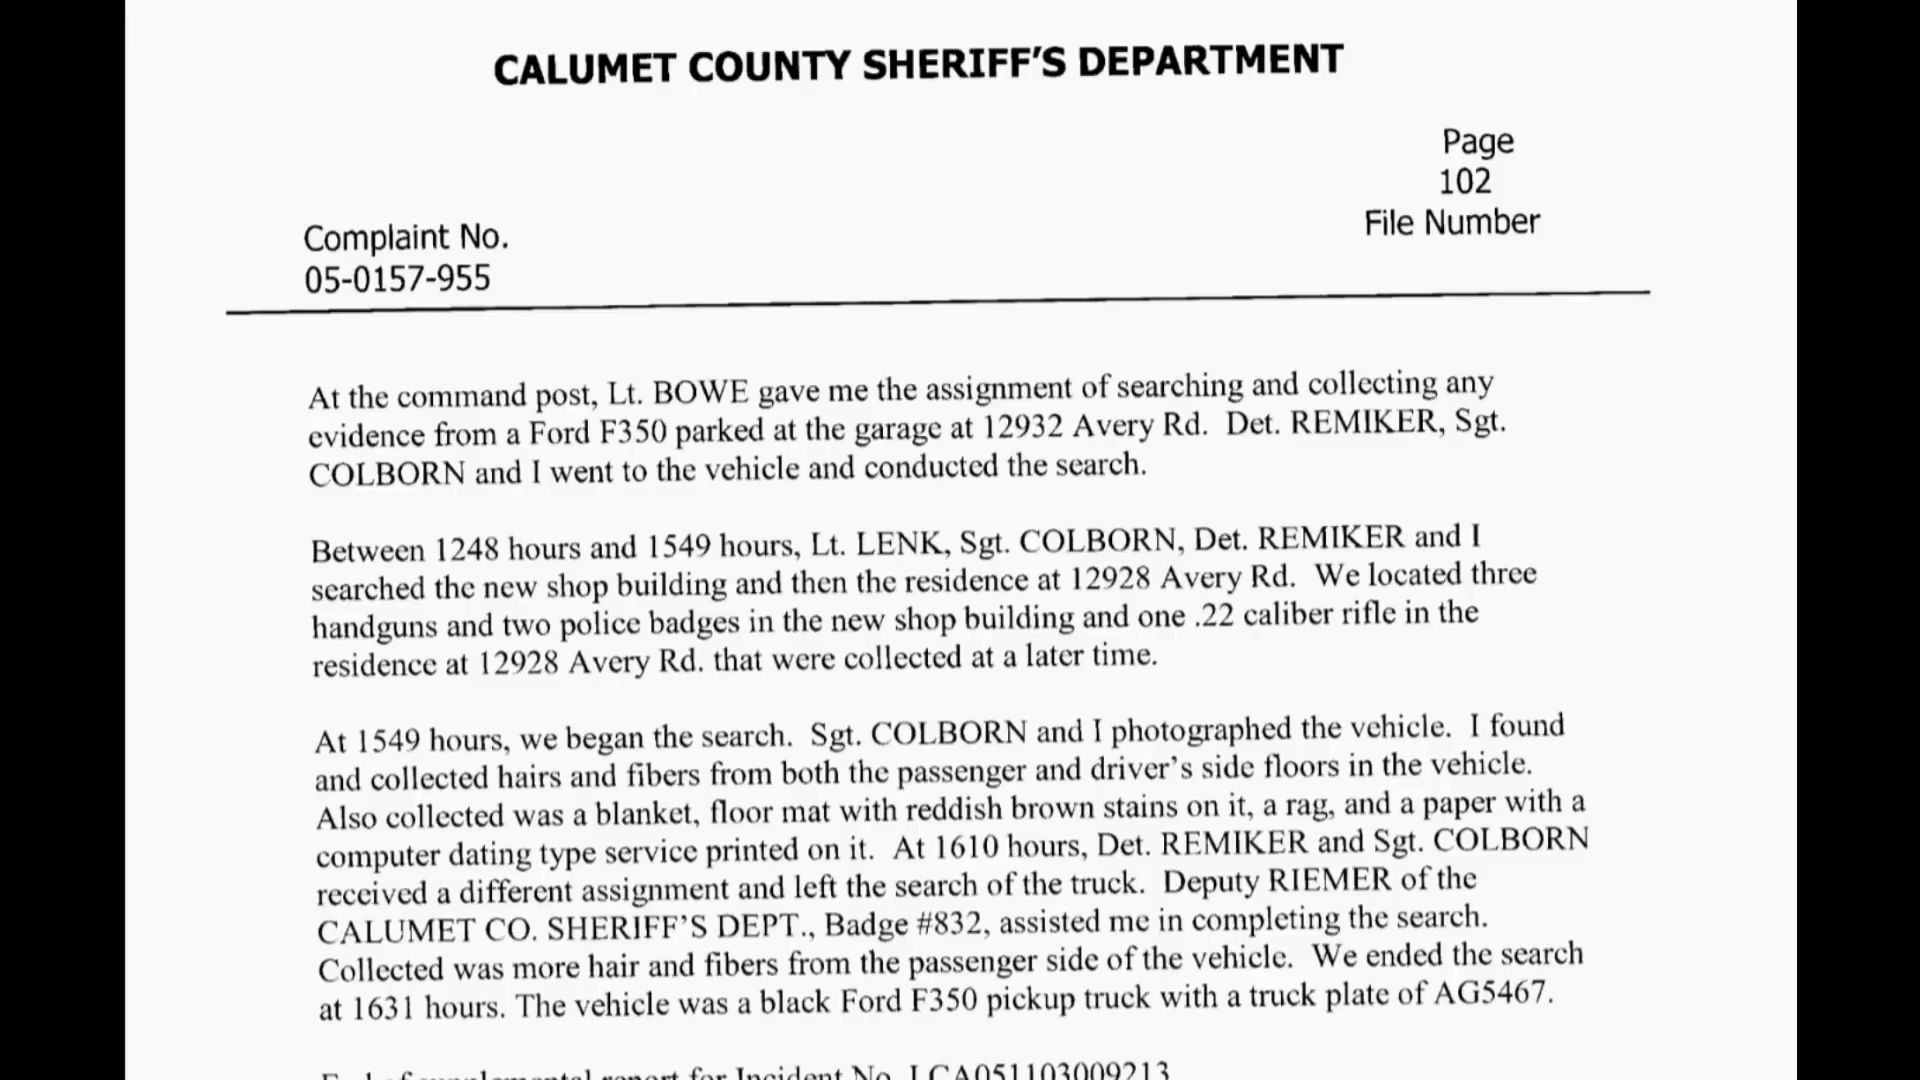 CALUMET COUNTY SHERIFF'S DEPARTMENT
Page
102
File Number
Complaint No.
05-0157-955
At the command post, Lt. BOWE gave me the assignment of searching and collecting any
evidence from a Ford F350 parked at the garage at 12932 Avery Rd. Det. REMIKER, Sgt.
COLBORN and I went to the vehicle and conducted the search.
Between 1248 hours and 1549 hours, Lt. LENK, Sgt. COLBORN, Det. REMIKER and I
searched the new shop building and then the residence at 12928 Avery Rd. We located three
handguns and two police badges in the new shop building and one .22 caliber rifle in the
residence at 12928 Avery Rd. that were collected at a later time.
At 1549 hours, we began the search. Sgt. COLBORN and I photographed the vehicle. I found
and collected hairs and fibers from both the passenger and driver's side floors in the vehicle.
Also collected was a blanket, floor mat with reddish brown stains on it, a rag, and a paper with a
computer dating type service printed on it. At 1610 hours, Det. REMIKER and Sgt. COLBORN
received a different assignment and left the search of the truck. Deputy RIEMER of the
CALUMET CO. SHERIFF'S DEPT., Badge #832, assisted me in completing the search.
Collected was more hair and fibers from the passenger side of the vehicle. We ended the search
at 1631 hours. The vehicle was a black Ford F350 pickup truck with a truck plate of AG5467.
End of supplemental report for Incident No. LCA051103009213